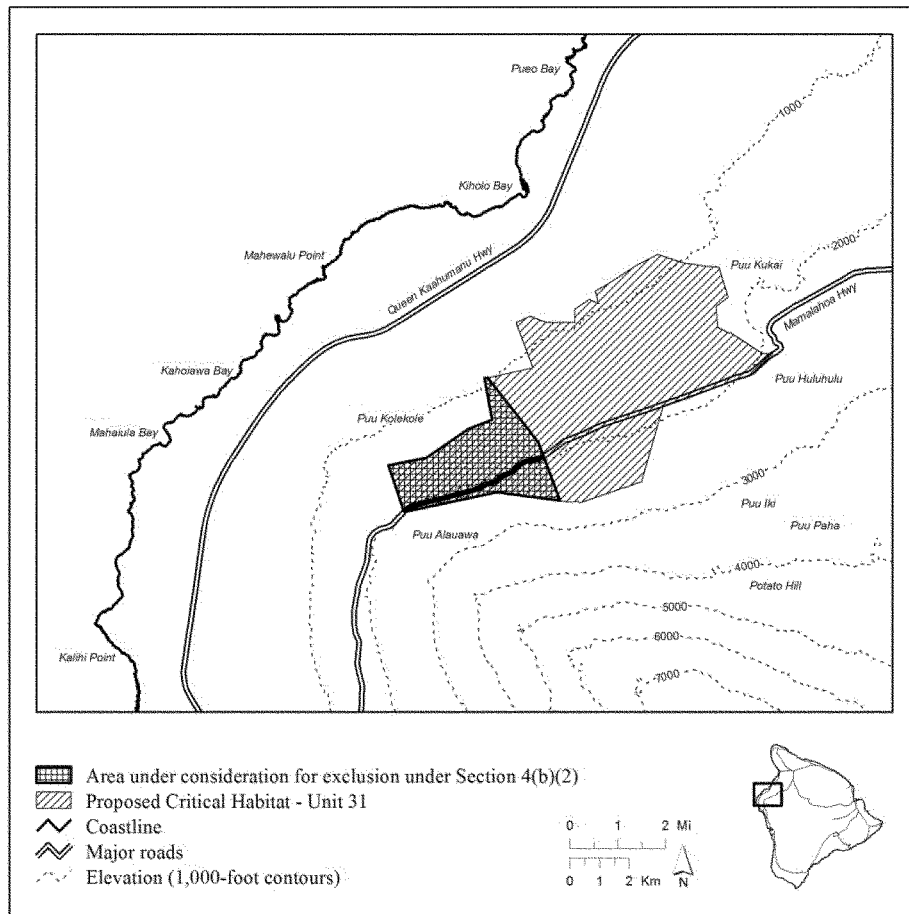 Pueo Bay
1000
Kiholo Bay
2000
Mahewalu Point
Queen Kaahumanu Hwy
Puu Kukai
Mamalahoa Hwy
Kahoiawa Bay
Puu Huluhulu
Puu Kolekole
Mahaiula Bay
3000
Puu Iki
Puu Alauawa
Puu Paha
4000
Potato Hill
5000
6000
Kalihi Point
7000
Area under consideration for exclusion under Section 4(b)(2)
Proposed Critical Habitat - Unit 31
Coastline
Major roads
Elevation (1,000-foot contours)
0 1 2 Mi
0 1 2 Km
N